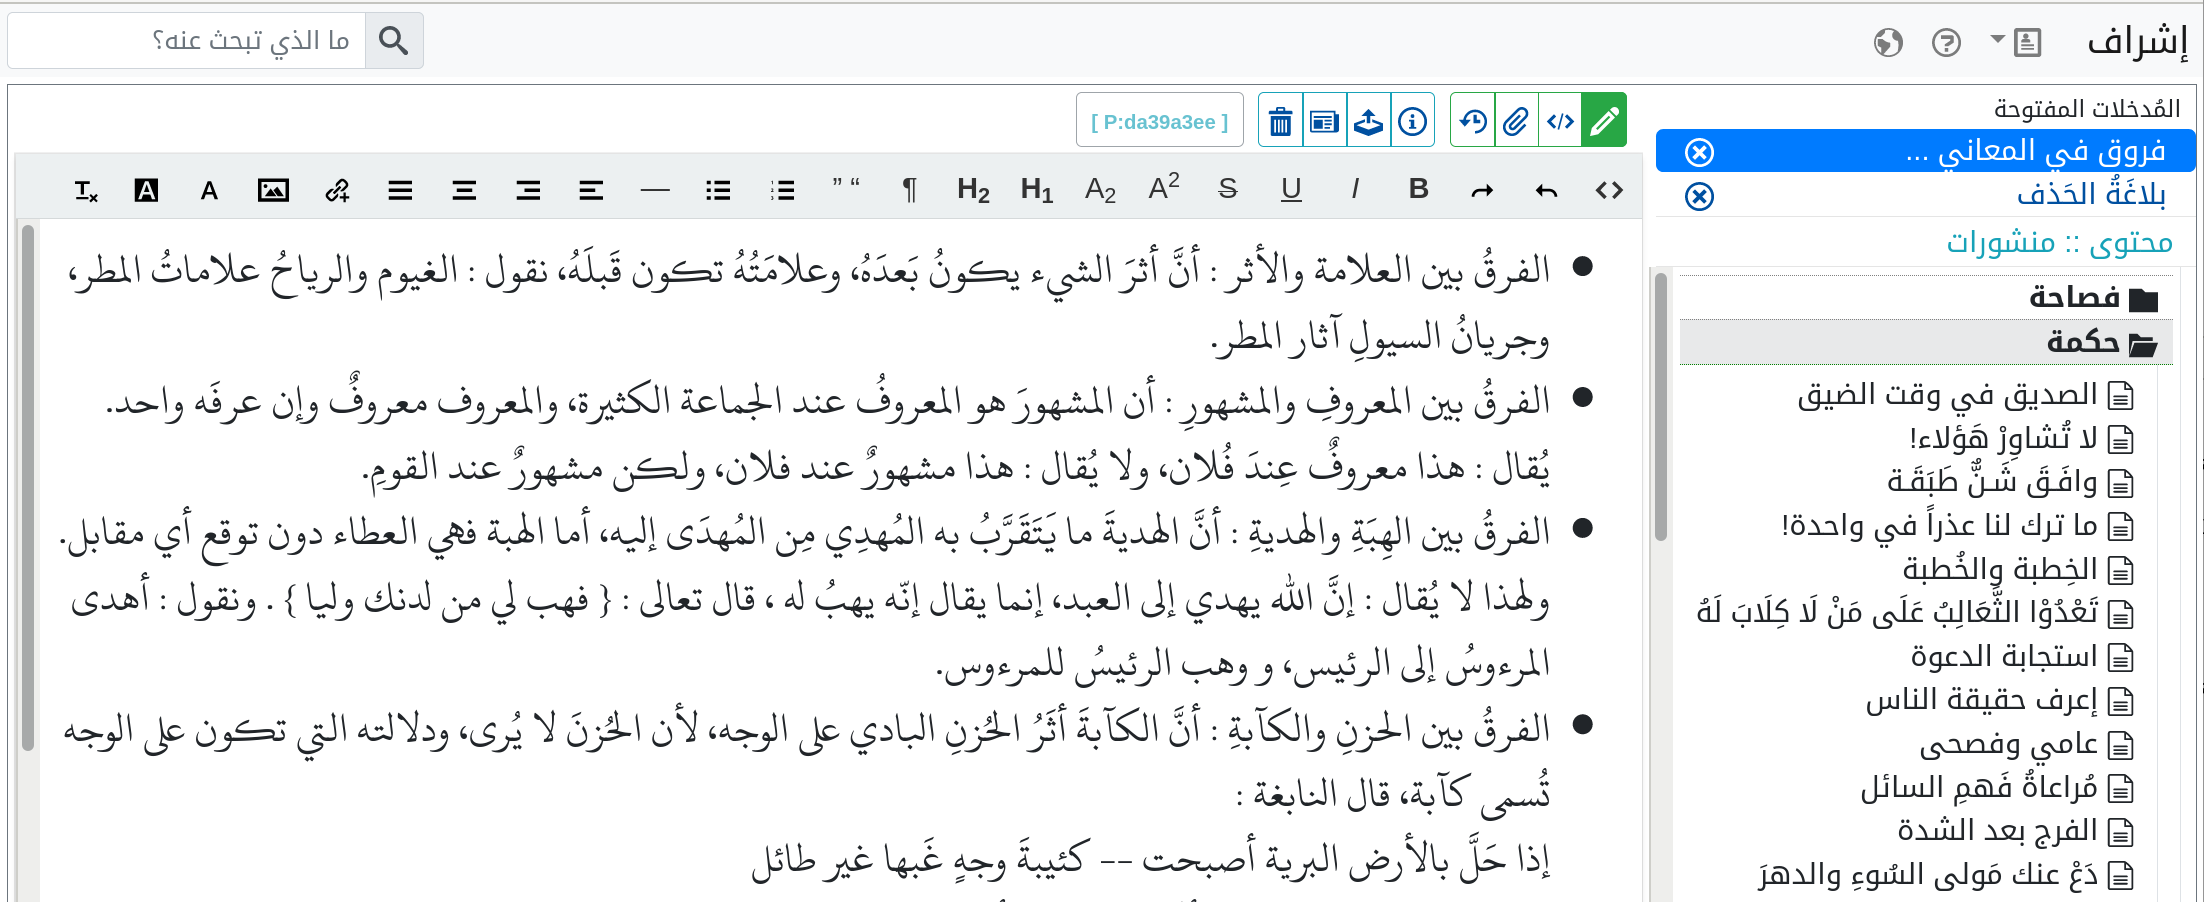 إشراف
ما الذي تبحث عنه؟
المُدخلات المفتوحة
فروق في المعاني ...
بلاغَةُ الحَذف
محتوى :: منشورات
فصاحة
حكمة
الصديق في وقت الضيق
لا تُشاوِرْ هَؤلاء!
وافَـقَ شَـنٌّ طَبَقَـة
ما ترك لنا عذراً في واحدة!
الخِطبة والخُطبة
تَعْدُوْا الثَّعَالِبُ عَلَى مَنْ لَا كِلَابَ لَهُ
استجابة الدعوة
إعرف حقيقة الناس
عامي وفصحى
مُراعاةُ فَهمِ السائل
الفرج بعد الشدة
دَعْ عنك مَولى السُوءِ والدهرَ
[ P:da39a3ee ]
B I U S A2 A2 H1 H2 ¶ ” “ A A Tx
الفرقُ بين العلامة والأثر : أنَّ أثرَ الشيء يكونُ بَعدَهُ، وعلامَتُهُ تكون قَبلَهُ، نقول : الغيوم والرياحُ علاماتُ المطر،
وجريانُ السيولِ آثار المطر.
الفرقُ بين المعروفِ والمشهورِ : أن المشهورَ هو المعروفُ عند الجماعة الكثيرة، والمعروف معروفٌ وإن عرفَه واحد.
يُقال : هذا معروفٌ عِندَ فُلان، ولا يُقال : هذا مشهورٌ عند فلان، ولكن مشهورٌ عند القومِ.
الفرقُ بين الهِبَةِ والهديةِ : أنَّ الهديةَ ما يَتَقَرَّبُ به المُهدِي مِن المُهدَى إليه، أما الهبة فهي العطاء دون توقع أي مقابل.
ولهذا لا يُقال : إنَّ الله يهدي إلى العبد، إنما يقال إنّه يهبُ له ، قال تعالى : { فهب لي من لدنك وليا } . ونقول : أهدى
المرءوسُ إلى الرئيس، و وهب الرئيسُ للمرءوس.
الفرقُ بين الحزنِ والكآبةِ : أنَّ الكآبةَ أثَرُ الحُزنِ البادي على الوجه، لأن الحُزنَ لا يُرى، ودلالته التي تكون على الوجه
تُسمى كآبة، قال النابغة :
إذا حَلَّ بالأرض البرية أصبحت -- كئيبةَ وجهٍ غَبها غير طائل